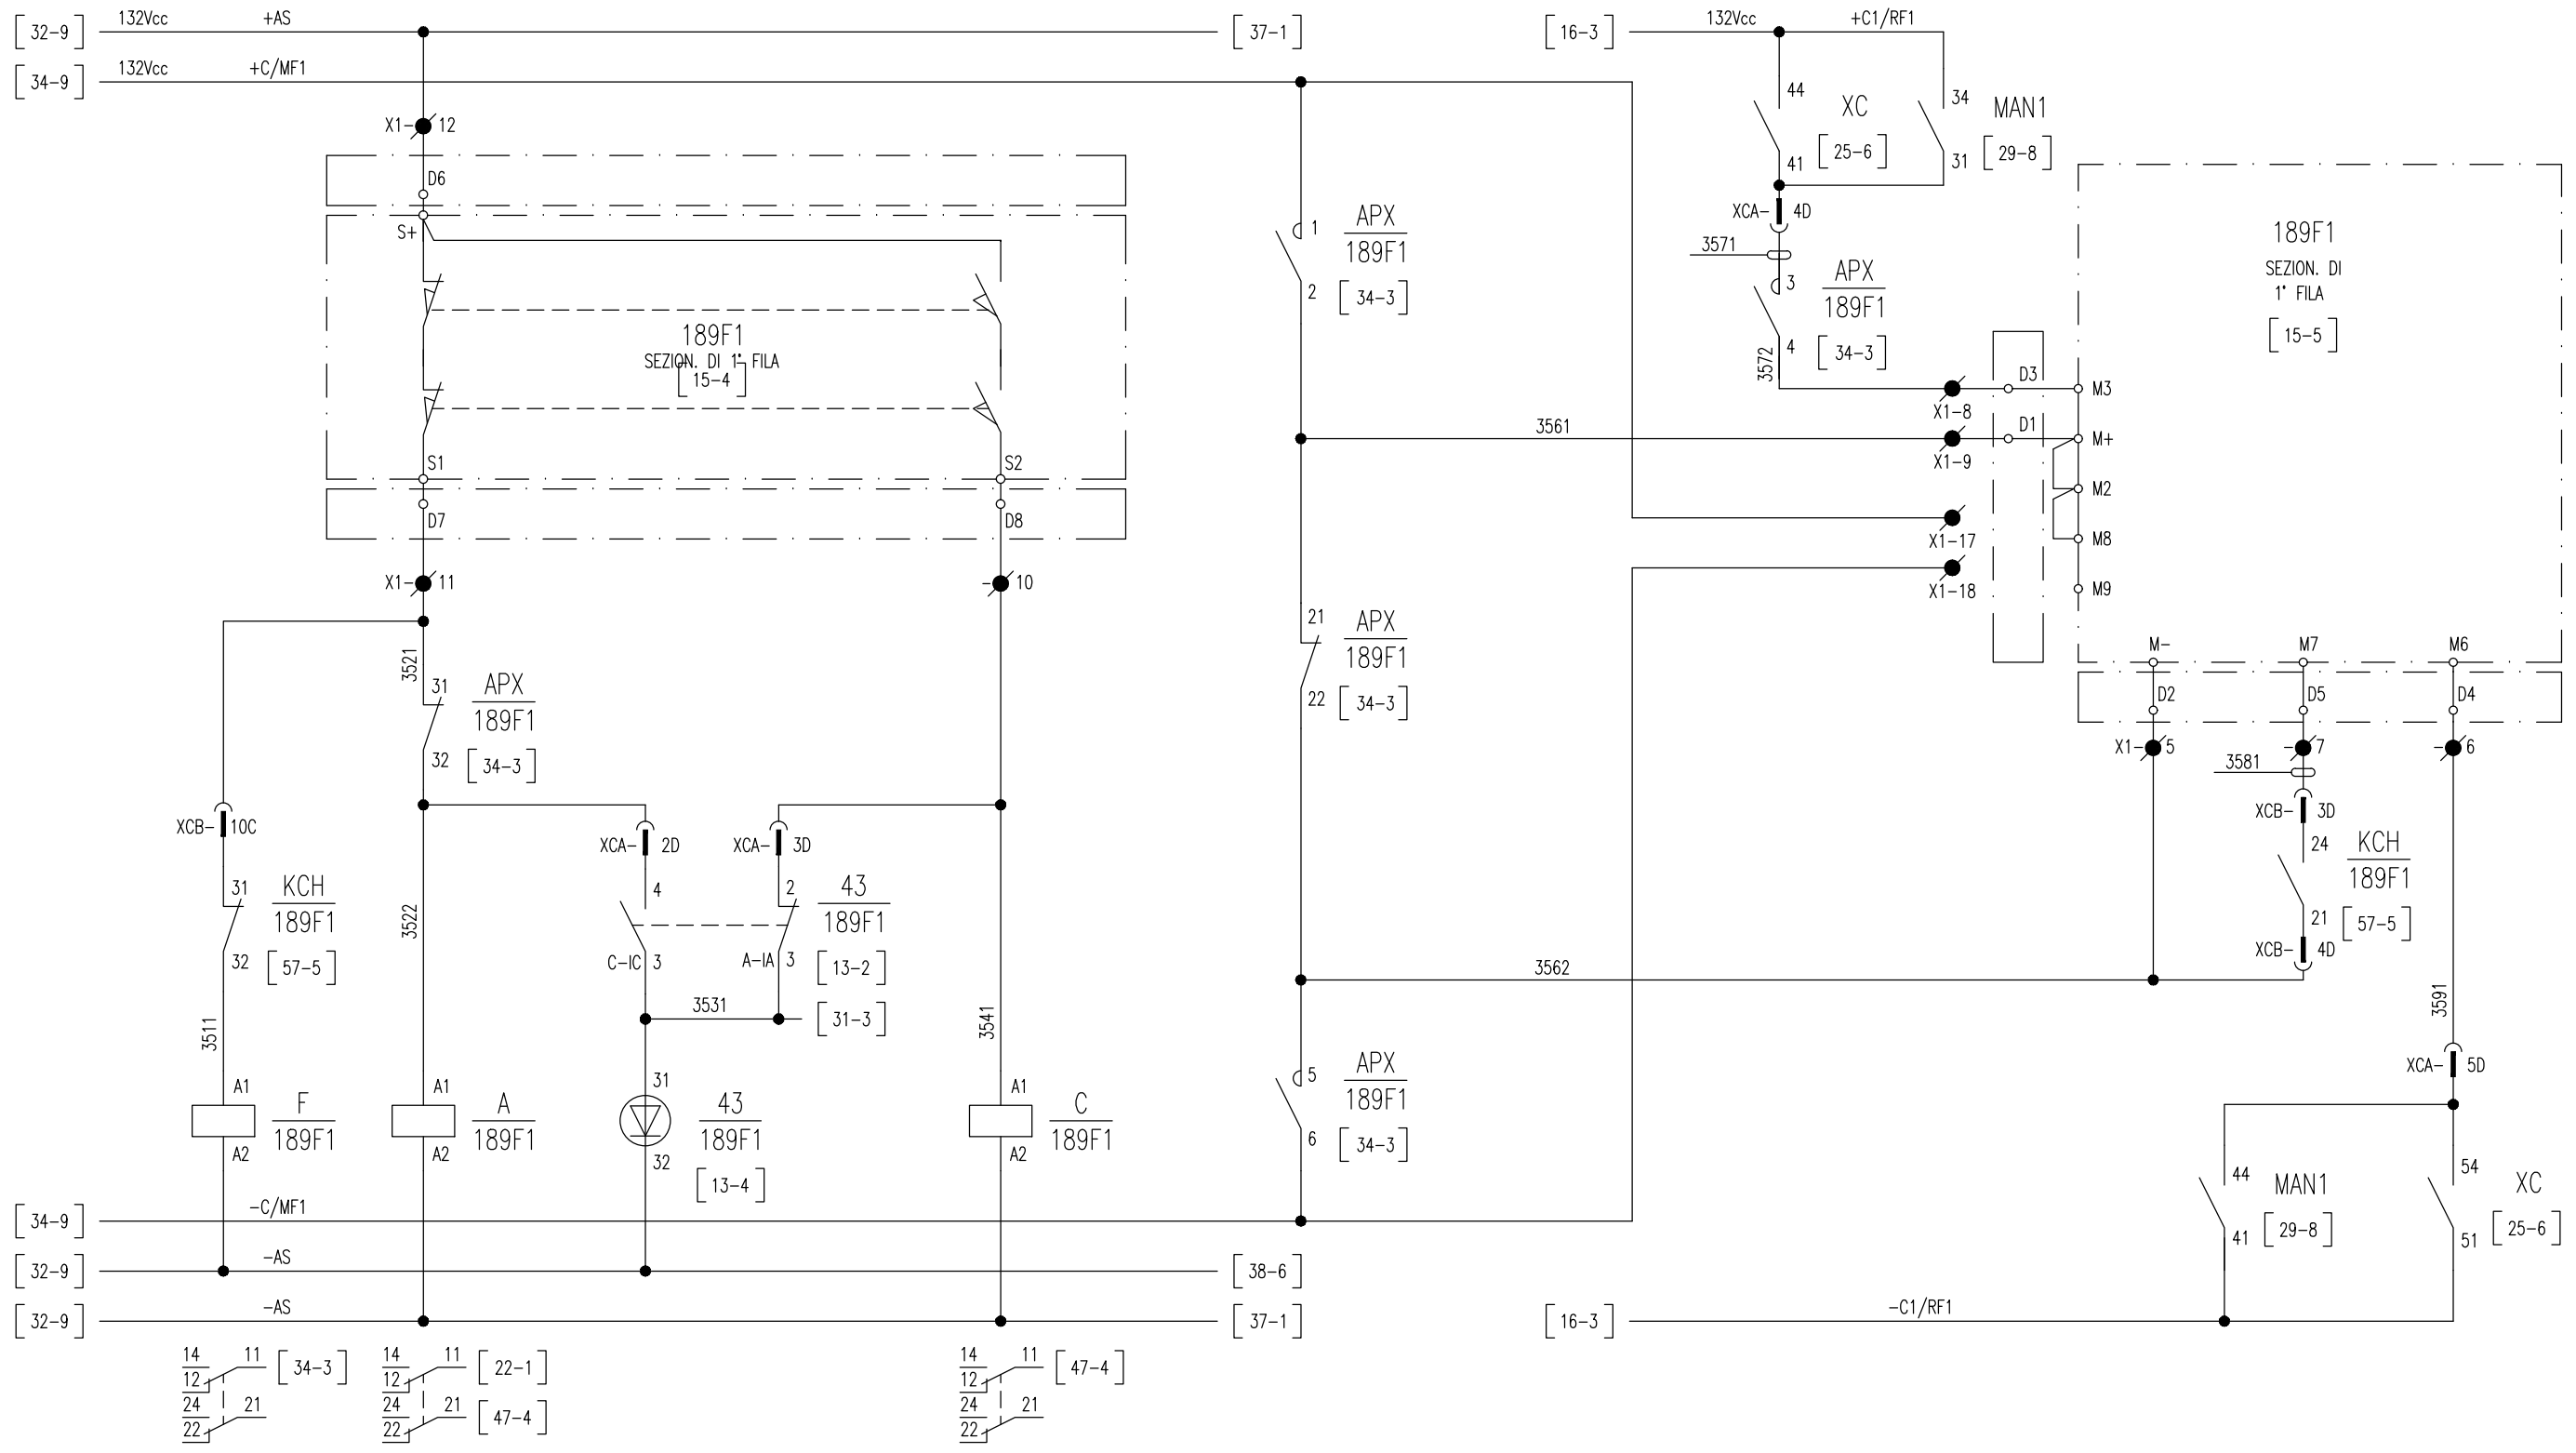 32-9 132Vcc +AS 37-1 16-3 132Vcc +C1/RF1
34-9 132Vcc +C/MF1
X1- 12
D6
S+
189F1
SEZION. DI 1° FILA
15-4
S1 S2
D7 D8
X1- 11 - 10
3521
31 APX
189F1
32 34-3
XCB- 10C
XCA- 2D XCA- 3D
31 KCH
189F1
32 57-5
3522
4 2 43
189F1
C-IC 3 A-IA 3 13-2
3531 31-3
3511 3541
A1 F
189F1
A2
A1 A
189F1
A2
31 43
189F1
32 13-4
A1 C
189F1
A2
34-9 -C/MF1
32-9 -AS 38-6
32-9 -AS 37-1
14 11 34-3
12
24 21
22
14 11 22-1
12
24 21 47-4
22
14 11 47-4
12
24 21
22
1 APX
189F1
2 34-3
3561
21 APX
189F1
22 34-3
3562
5 APX
189F1
6 34-3
44 XC
41 25-6
34 MAN1
31 29-8
XCA- 4D
3571
3 APX
189F1
4 34-3
3572
X1-8 D3 M3
X1-9 D1 M+
M2
X1-17 M8
X1-18 M9
189F1
SEZION. DI
1° FILA
15-5
M- M7 M6
D2 D5 D4
X1- 5 - 7 - 6
3581
XCB- 3D
24 KCH
189F1
21 57-5
XCB- 4D
3591
XCA- 5D
44 MAN1
41 29-8
54 XC
51 25-6
16-3 -C1/RF1